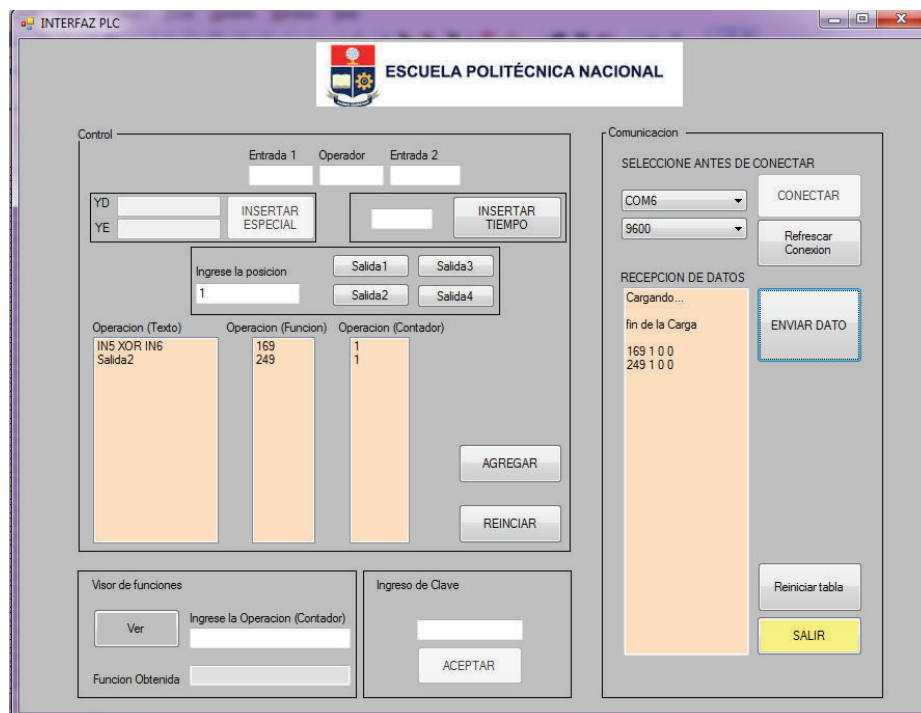 INTERFAZ PLC
ESCUELA POLITÉCNICA NACIONAL
Control
Entrada 1 Operador Entrada 2
YD
YE
INSERTAR
ESPECIAL
INSERTAR
TIEMPO
Ingrese la posicion
1
Salida1 Salida3
Salida2 Salida4
Operacion (Texto) Operacion (Funcion) Operacion (Contador)
IN5 XOR IN6 169 1
Salida2 249 1
AGREGAR
REINCIAR
Visor de funciones
Ver
Ingrese la Operacion (Contador)
Funcion Obtenida
Ingreso de Clave
ACEPTAR
Comunicacion
SELECCIONE ANTES DE CONECTAR
COM6
9600
CONECTAR
Refrescar
Conexion
RECEPCION DE DATOS
Cargando...
fin de la Carga
169 1 0 0
249 1 0 0
ENVIAR DATO
Reiniciar tabla
SALIR